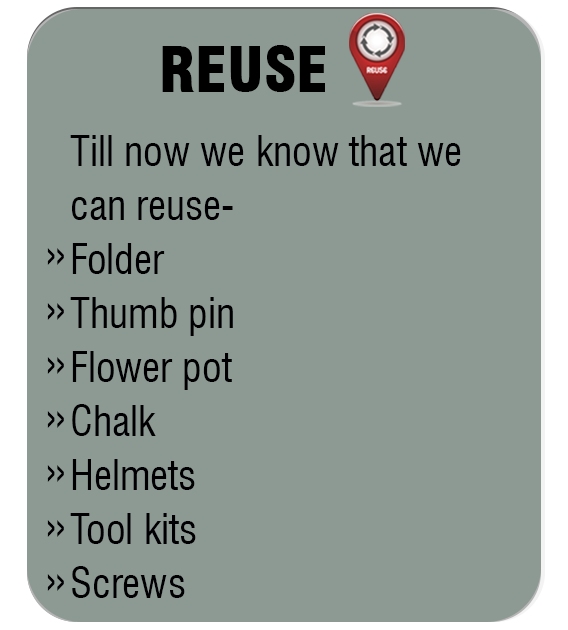 REUSE
REUSE
Till now we know that we
can reuse-
»Folder
»Thumb pin
»Flower pot
»Chalk
»Helmets
»Tool kits
»Screws